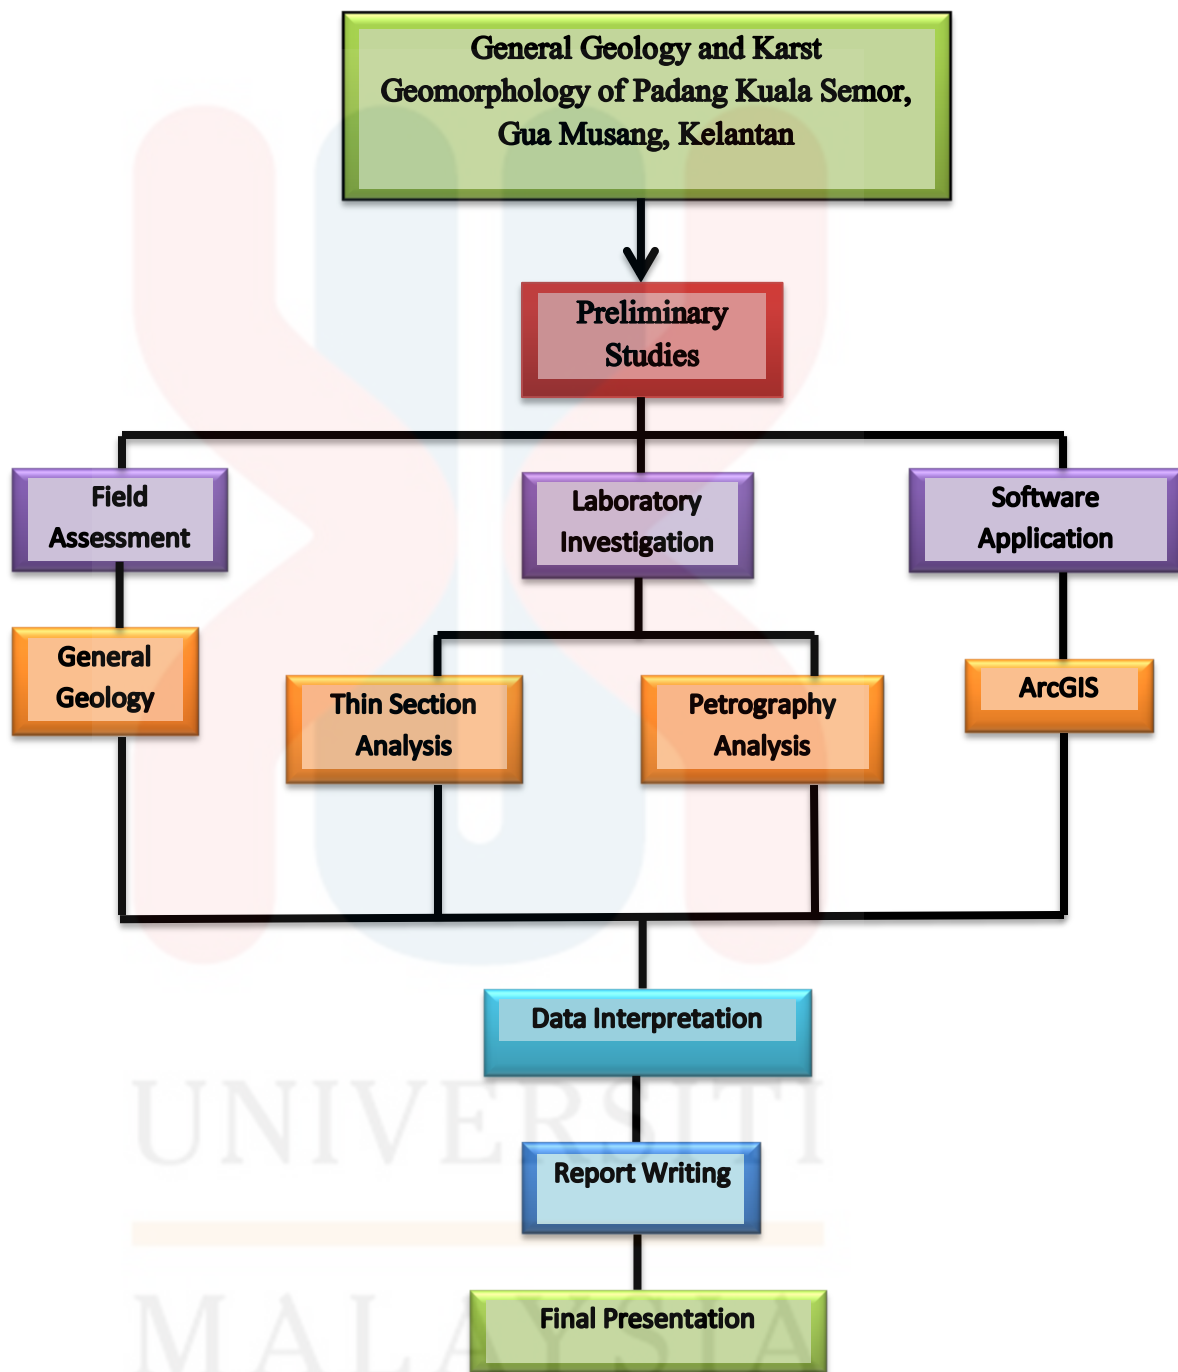 General Geology and Karst
Geomorphology of Padang Kuala Semor,
Gua Musang, Kelantan
Preliminary
Studies
Field
Assessment
Laboratory
Investigation
Software
Application
General
Geology
Thin Section
Analysis
Petrography
Analysis
ArcGIS
Data Interpretation
UNIVERSITI
Report Writing
MALAYSIA
Final Presentation